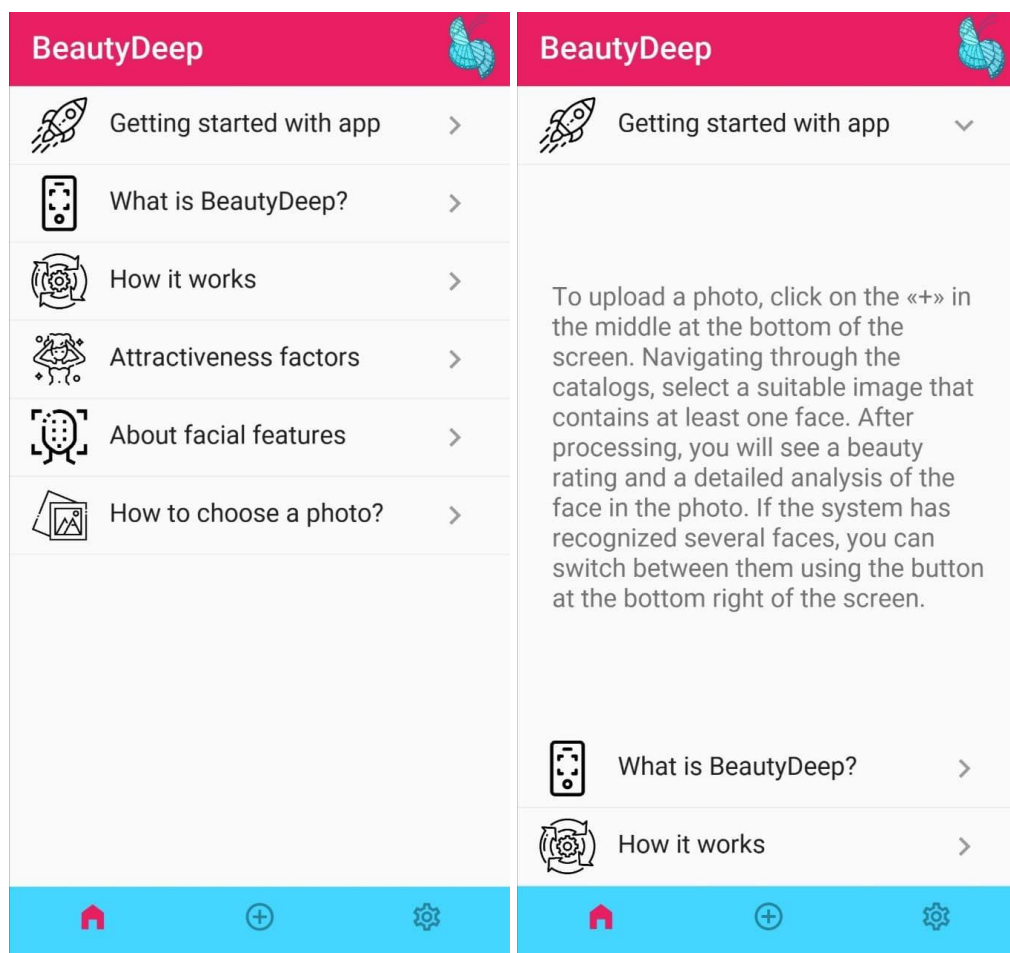 BeautyDeep
Getting started with app
What is BeautyDeep?
How it works
Attractiveness factors
About facial features
How to choose a photo?
BeautyDeep
Getting started with app
To upload a photo, click on the «+» in
the middle at the bottom of the
screen. Navigating through the
catalogs, select a suitable image that
contains at least one face. After
processing, you will see a beauty
rating and a detailed analysis of the
face in the photo. If the system has
recognized several faces, you can
switch between them using the button
at the bottom right of the screen.
What is BeautyDeep?
How it works